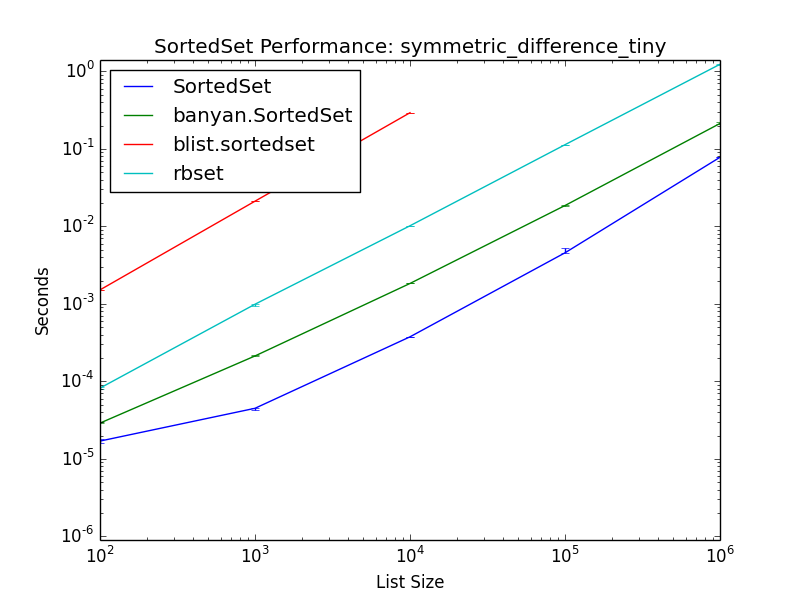 SortedSet Performance: symmetric_difference_tiny
SortedSet
banyan.SortedSet
blist.sortedset
rbset
10^0
10^-1
10^-2
10^-3
10^-4
10^-5
10^-6
Seconds
10^2 10^3 10^4 10^5 10^6
List Size